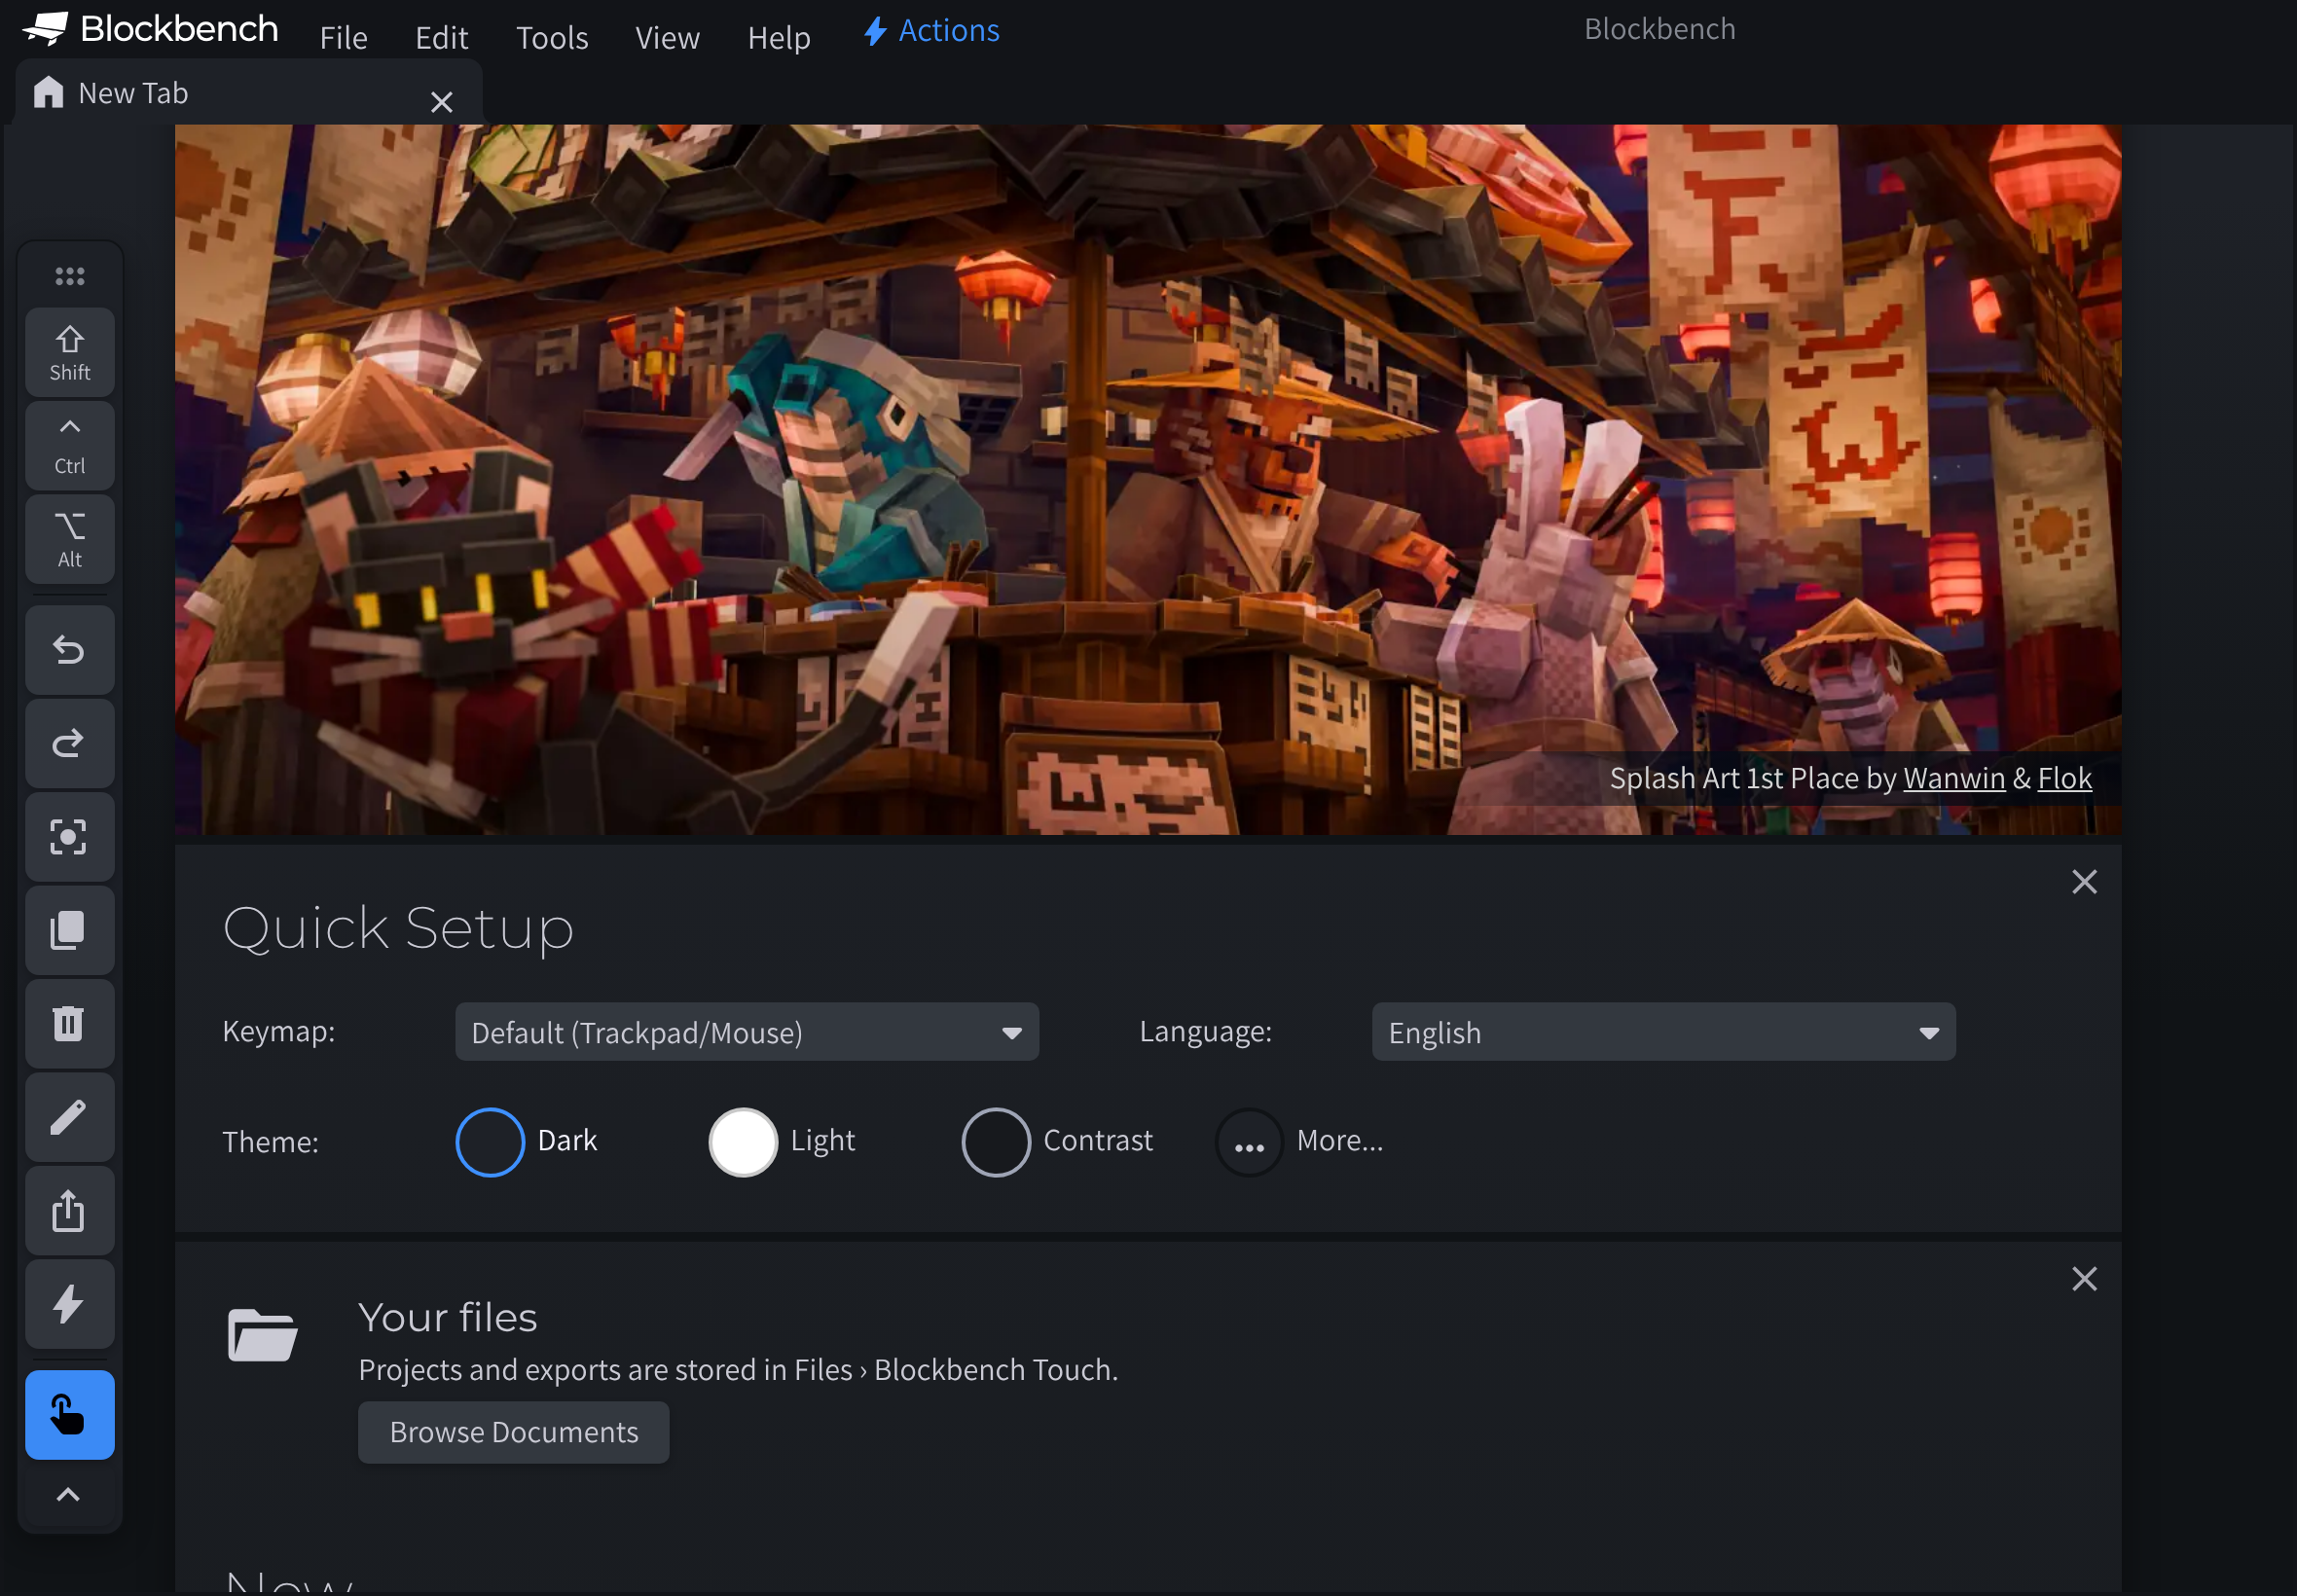 Blockbench File Edit Tools View Help Actions Blockbench
New Tab
Shift
Ctrl
Alt
Splash Art 1st Place by Wanwin & Flok
Quick Setup
Keymap: Default (Trackpad/Mouse) Language: English
Theme: Dark Light Contrast More...
Your files
Projects and exports are stored in Files › Blockbench Touch.
Browse Documents
New